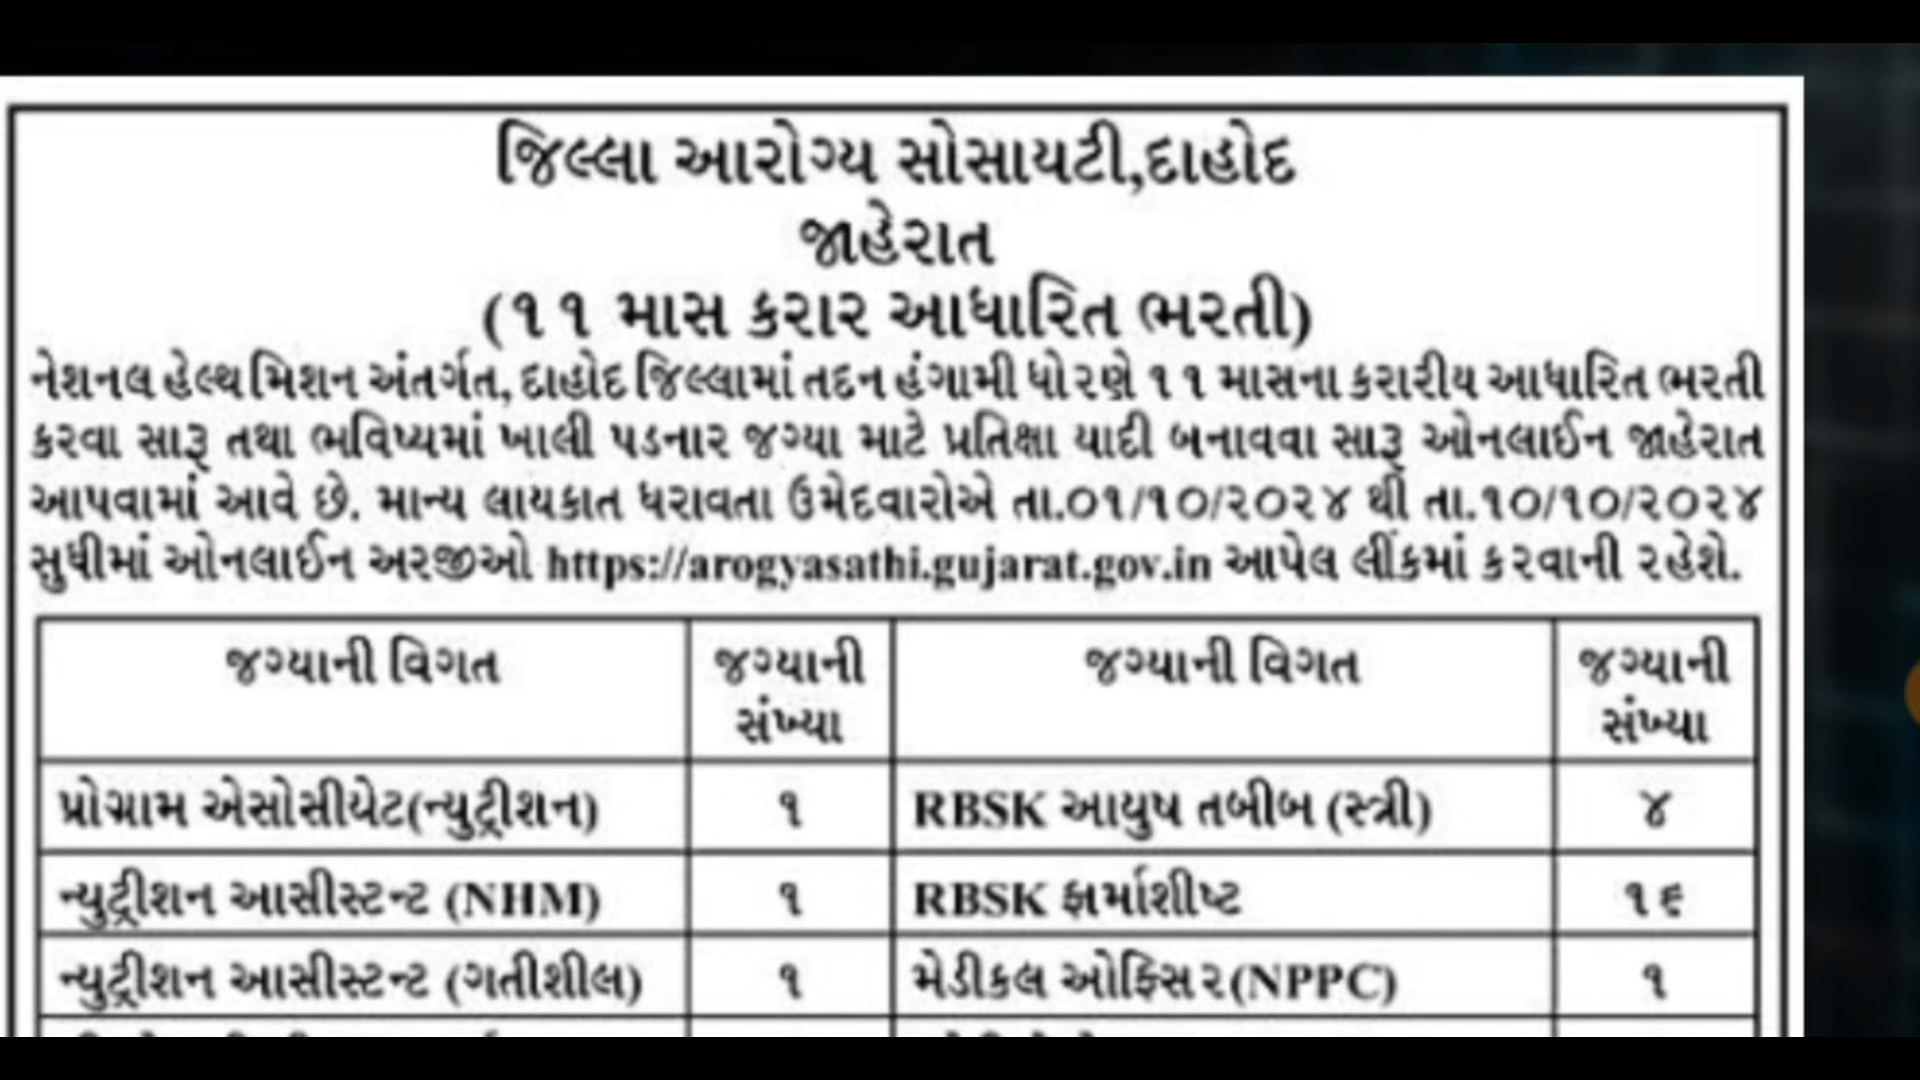 જિલ્લા આરોગ્ય સોસાયટી,દાહોદ
જાહેરાત
(૧૧ માસ કરાર આધારિત ભરતી)
નેશનલ હેલ્થ મિશન અંતર્ગત, દાહોદ જિલ્લામાં તદન હંગામી ધોરણે ૧૧ માસના કરારીય આધારિત ભરતી
કરવા સારૂ તથા ભવિષ્યમાં ખાલી પડનાર જગ્યા માટે પ્રતિક્ષા યાદી બનાવવા સારૂ ઓનલાઈન જાહેરાત
આપવામાં આવે છે. માન્ય લાયકાત ધરાવતા ઉમેદવારોએ તા.૦૧/૧૦/૨૦૨૪ થી તા.૧૦/૧૦/૨૦૨૪
સુધીમાં ઓનલાઈન અરજીઓ https://arogyasathi.gujarat.gov.in આપેલ લીંકમાં કરવાની રહેશે.
જગ્યાની વિગત જગ્યાની સંખ્યા જગ્યાની વિગત જગ્યાની સંખ્યા
પ્રોગ્રામ એસોસીયેટ(ન્યુટ્રીશન) ૧ RBSK આયુષ તબીબ (સ્ત્રી) ૪
ન્યુટ્રીશન આસીસ્ટન્ટ (NHM) ૧ RBSK ફાર્માશીષ્ટ ૧૬
ન્યુટ્રીશન આસીસ્ટન્ટ (ગતીશીલ) ૧ મેડીકલ ઓફિસર(NPPC) ૧